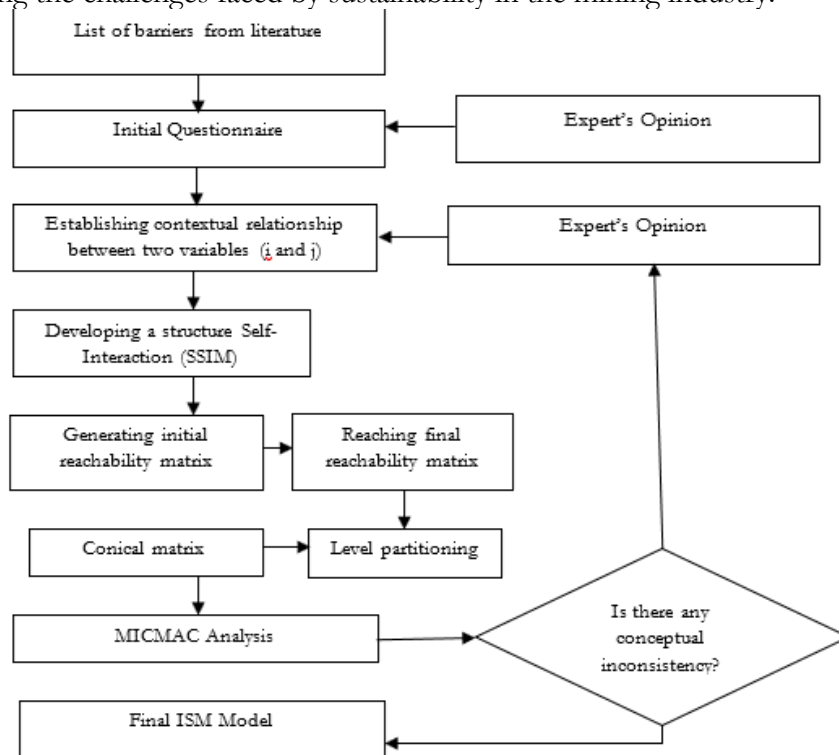 ng the challenges faced by sustainability in the mining industry.
List of barriers from literature
Initial Questionnaire
Expert's Opinion
Establishing contextual relationship
between two variables (i and j)
Expert's Opinion
Developing a structure Self-
Interaction (SSIM)
Generating initial
reachability matrix
Reaching final
reachability matrix
Conical matrix
Level partitioning
MICMAC Analysis
Is there any
conceptual
inconsistency?
Final ISM Model